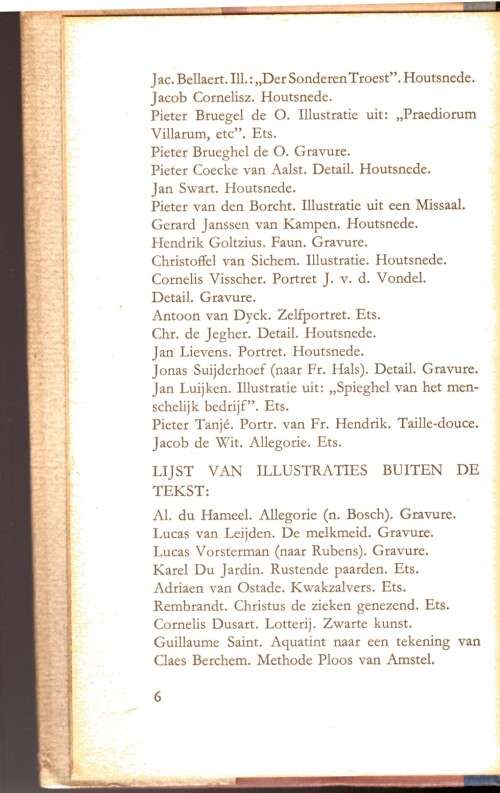 Jac. Bellaert. Ill.: „Der Sonderen Troest”. Houtsnede.
Jacob Cornelisz. Houtsnede.
Pieter Bruegel de O. Illustratie uit: „Praediorum
Villarum, etc”. Ets.
Pieter Brueghel de O. Gravure.
Pieter Coecke van Aalst. Detail. Houtsnede.
Jan Swart. Houtsnede.
Pieter van den Borcht. Illustratie uit een Missaal.
Gerard Janssen van Kampen. Houtsnede.
Hendrik Goltzius. Faun. Gravure.
Christoffel van Sichem. Illustratie. Houtsnede.
Cornelis Visscher. Portret J. v. d. Vondel.
Detail. Gravure.
Antoon van Dyck. Zelfportret. Ets.
Chr. de Jegher. Detail. Houtsnede.
Jan Lievens. Portret. Houtsnede.
Jonas Suijderhoef (naar Fr. Hals). Detail. Gravure.
Jan Luijken. Illustratie uit: „Spieghel van het men-
schelijk bedrijf”. Ets.
Pieter Tanjé. Portr. van Fr. Hendrik. Taille-douce.
Jacob de Wit. Allegorie. Ets.
LIJST VAN ILLUSTRATIES BUITEN DE
TEKST:
Al. du Hameel. Allegorie (n. Bosch). Gravure.
Lucas van Leijden. De melkmeid. Gravure.
Lucas Vorsterman (naar Rubens). Gravure.
Karel Du Jardin. Rustende paarden. Ets.
Adriaen van Ostade. Kwakzalvers. Ets.
Rembrandt. Christus de zieken genezend. Ets.
Cornelis Dusart. Lotterij. Zwarte kunst.
Guillaume Saint. Aquatint naar een tekening van
Claes Berchem. Methode Ploos van Amstel.
6